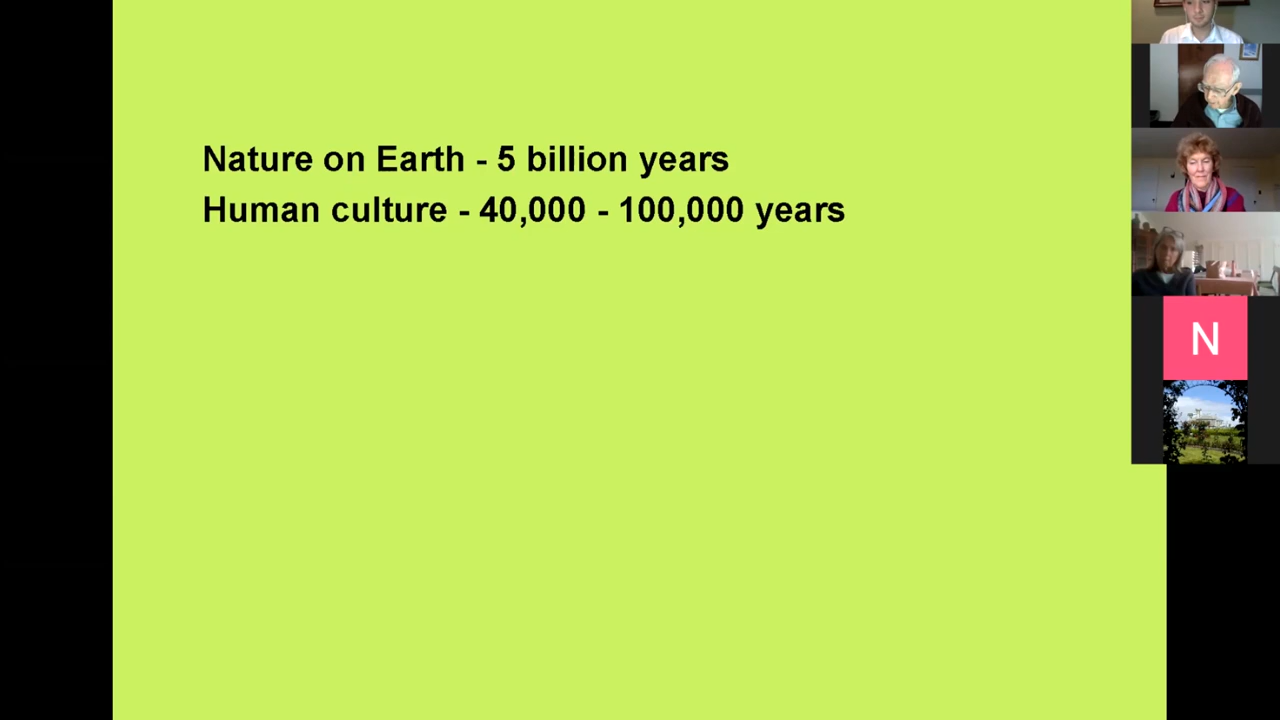 Nature on Earth - 5 billion years
Human culture - 40,000 - 100,000 years
N